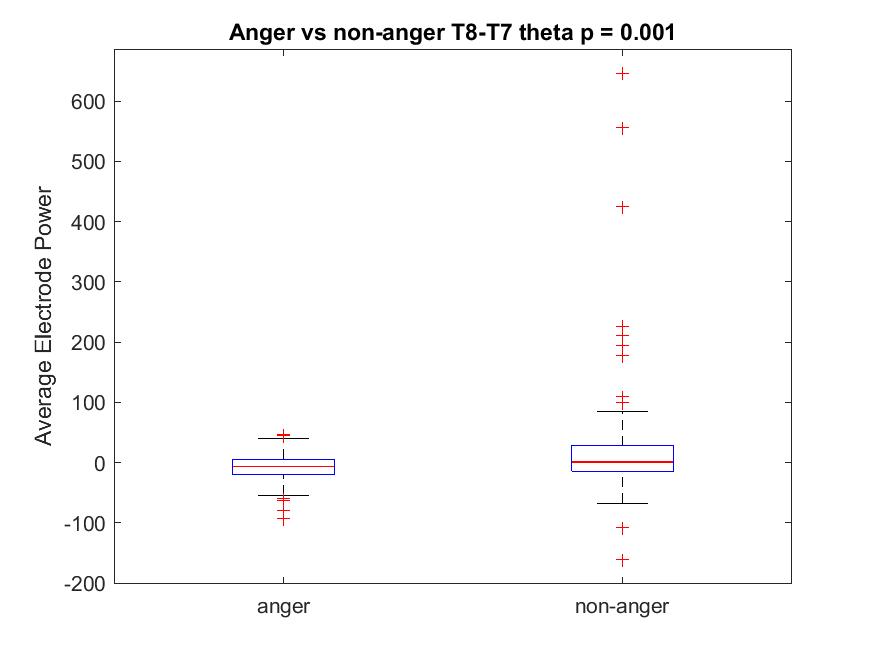 Anger vs non-anger T8-T7 theta p = 0.001
Average Electrode Power
600
500
400
300
200
100
0
-100
-200
anger
non-anger